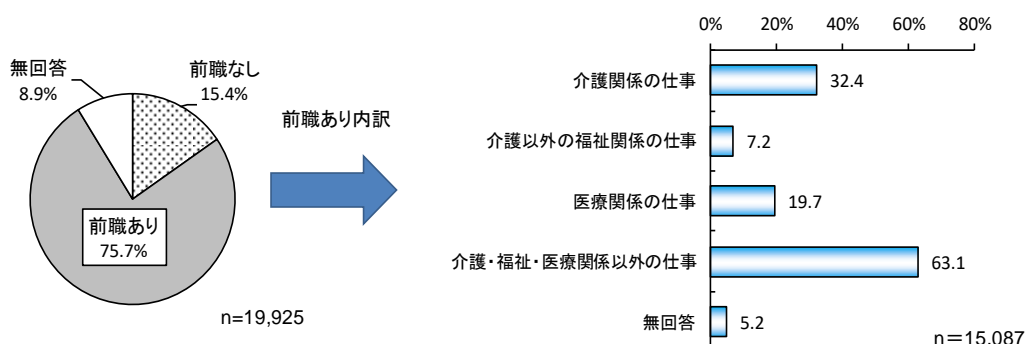 無回答
8.9%
前職なし
15.4%
前職あり
75.7%
n=19,925
前職あり内訳
0%
20%
40%
60%
80%
介護関係の仕事
32.4
介護以外の福祉関係の仕事
7.2
医療関係の仕事
19.7
介護・福祉・医療関係以外の仕事
63.1
無回答
5.2
n=15,087